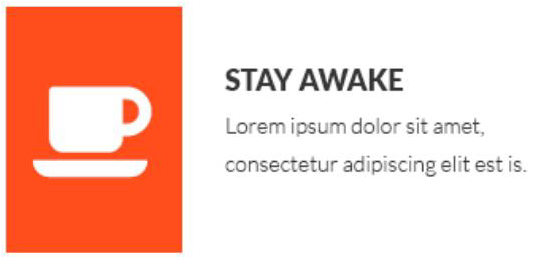 STAY AWAKE
Lorem ipsum dolor sit amet,
consectetur adipiscing elit est is.